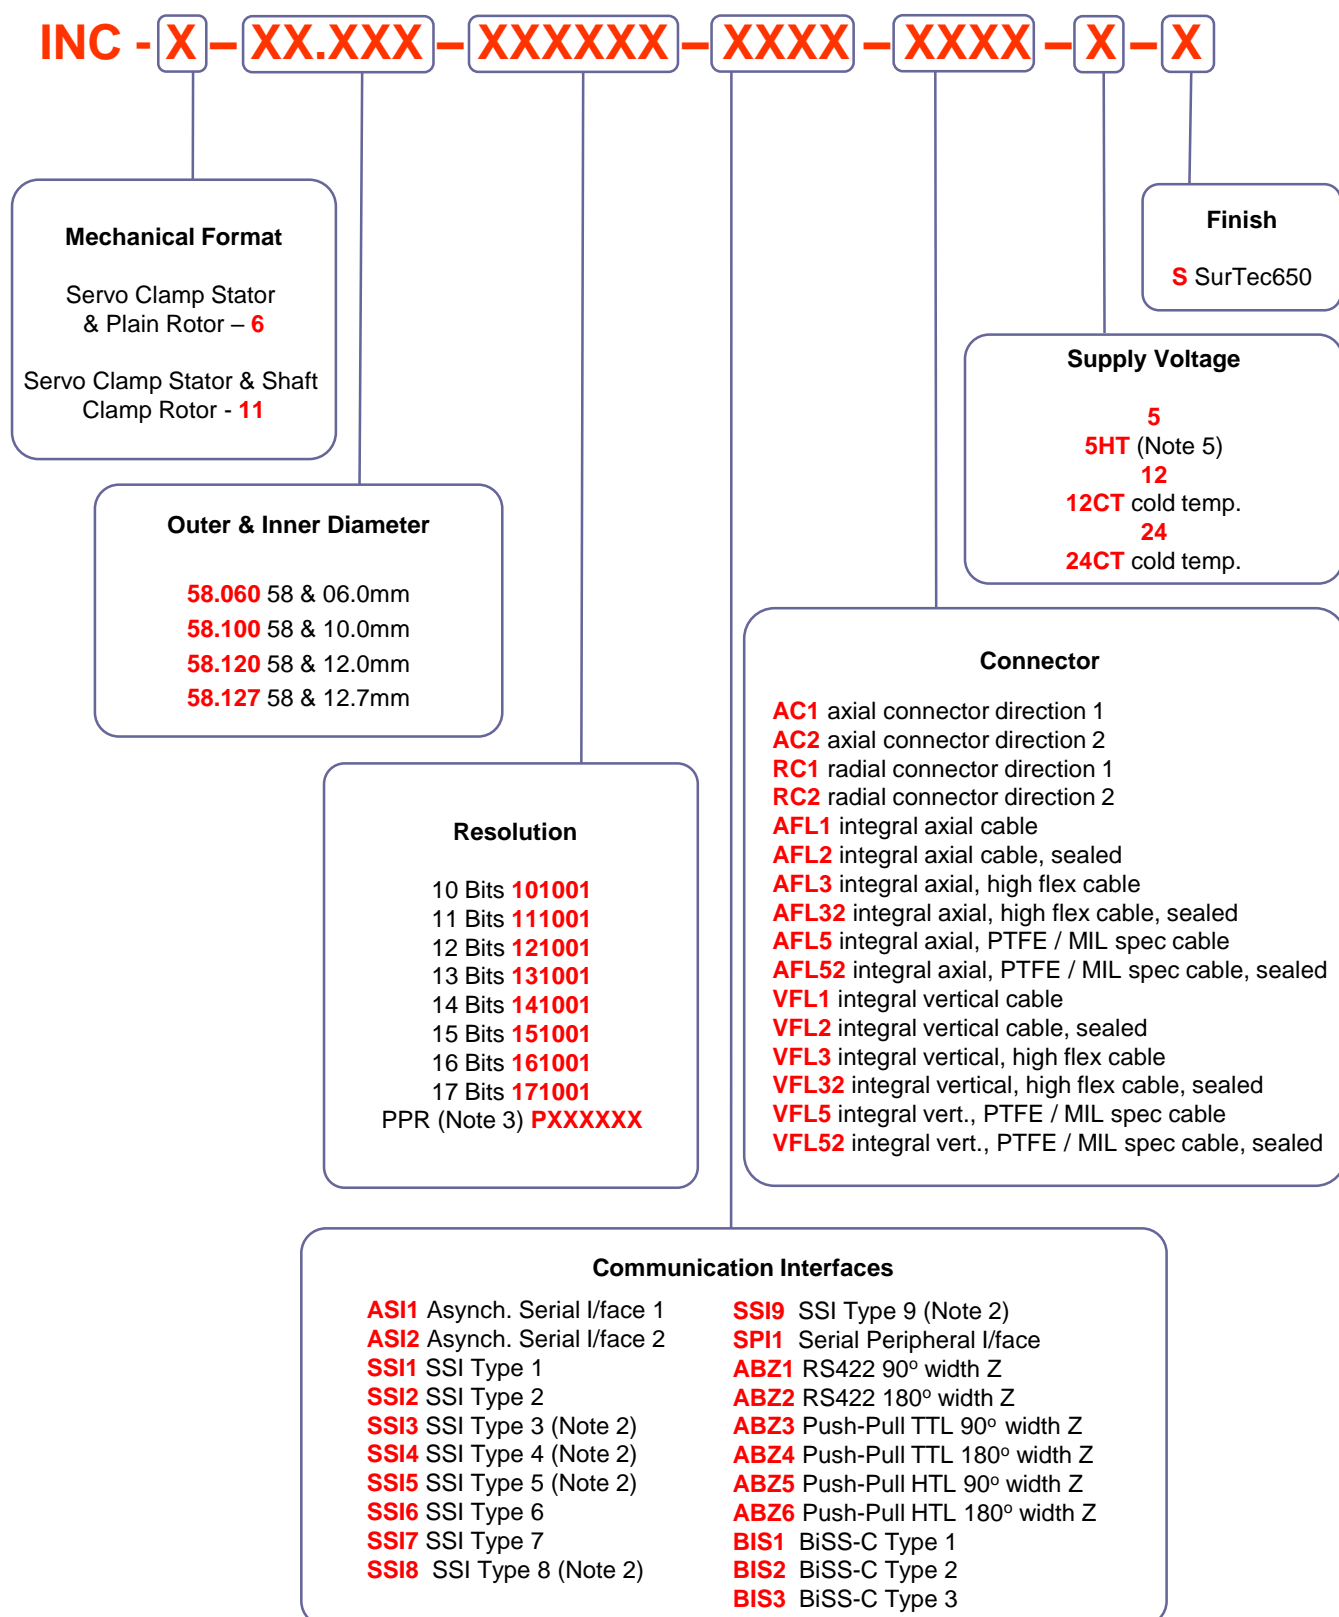 INC - X – XX.XXX – XXXXXX – XXXX – XXXX – X – X
Mechanical Format
Servo Clamp Stator
& Plain Rotor – 6
Servo Clamp Stator & Shaft
Clamp Rotor - 11
Finish
S SurTec650
Supply Voltage
5
5HT (Note 5)
12
12CT cold temp.
24
24CT cold temp.
Outer & Inner Diameter
58.060 58 & 06.0mm
58.100 58 & 10.0mm
58.120 58 & 12.0mm
58.127 58 & 12.7mm
Connector
AC1 axial connector direction 1
AC2 axial connector direction 2
RC1 radial connector direction 1
RC2 radial connector direction 2
AFL1 integral axial cable
AFL2 integral axial cable, sealed
AFL3 integral axial, high flex cable
AFL32 integral axial, high flex cable, sealed
AFL5 integral axial, PTFE / MIL spec cable
AFL52 integral axial, PTFE / MIL spec cable, sealed
VFL1 integral vertical cable
VFL2 integral vertical cable, sealed
VFL3 integral vertical, high flex cable
VFL32 integral vertical, high flex cable, sealed
VFL5 integral vert., PTFE / MIL spec cable
VFL52 integral vert., PTFE / MIL spec cable, sealed
Resolution
10 Bits 101001
11 Bits 111001
12 Bits 121001
13 Bits 131001
14 Bits 141001
15 Bits 151001
16 Bits 161001
17 Bits 171001
PPR (Note 3) PXXXXXX
Communication Interfaces
ASI1 Asynch. Serial I/face 1
ASI2 Asynch. Serial I/face 2
SSI1 SSI Type 1
SSI2 SSI Type 2
SSI3 SSI Type 3 (Note 2)
SSI4 SSI Type 4 (Note 2)
SSI5 SSI Type 5 (Note 2)
SSI6 SSI Type 6
SSI7 SSI Type 7
SSI8 SSI Type 8 (Note 2)
SSI9 SSI Type 9 (Note 2)
SPI1 Serial Peripheral I/face
ABZ1 RS422 90º width Z
ABZ2 RS422 180º width Z
ABZ3 Push-Pull TTL 90º width Z
ABZ4 Push-Pull TTL 180º width Z
ABZ5 Push-Pull HTL 90º width Z
ABZ6 Push-Pull HTL 180º width Z
BIS1 BiSS-C Type 1
BIS2 BiSS-C Type 2
BIS3 BiSS-C Type 3